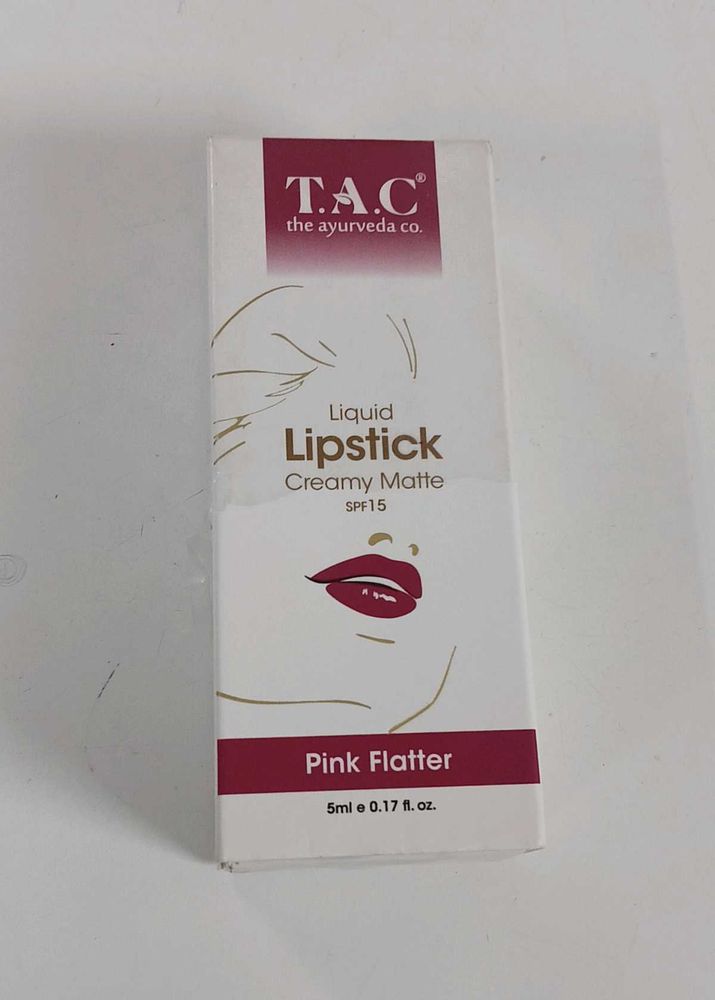 T.A.C®
the ayurveda co.
Liquid
Lipstick
Creamy Matte
SPF15
Pink Flatter
5ml e 0.17 fl. oz.